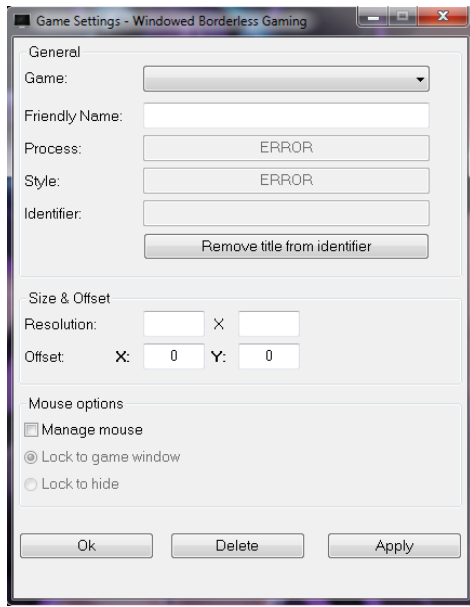 Game Settings - Windowed Borderless Gaming
General
Game:
Friendly Name:
Process: ERROR
Style: ERROR
Identifier:
Remove title from identifier
Size & Offset
Resolution: X
Offset: X: 0 Y: 0
Mouse options
Manage mouse
Lock to game window
Lock to hide
Ok Delete Apply